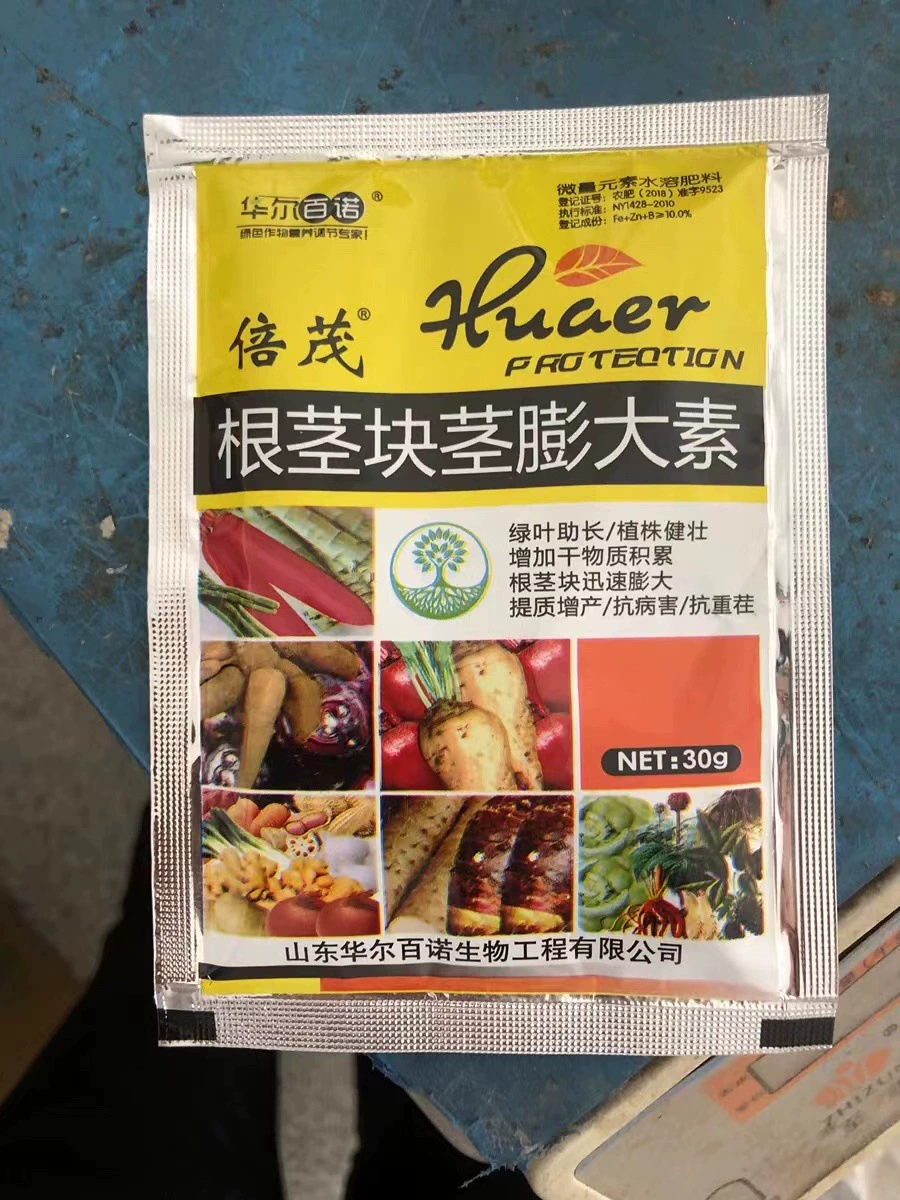 华尔百诺®
绿色作物营养调节专家!
微量元素水溶肥料
登记证号：农肥（2018）准字9523
执行标准：NY1428-2010
登记成份：Fe+Zn+B≥10.0%
倍茂®
Huaer
PROTEQTION
根茎块茎膨大素
绿叶助长/植株健壮
增加干物质积累
根茎块迅速膨大
提质增产/抗病害/抗重茬
NET:30g
山东华尔百诺生物工程有限公司